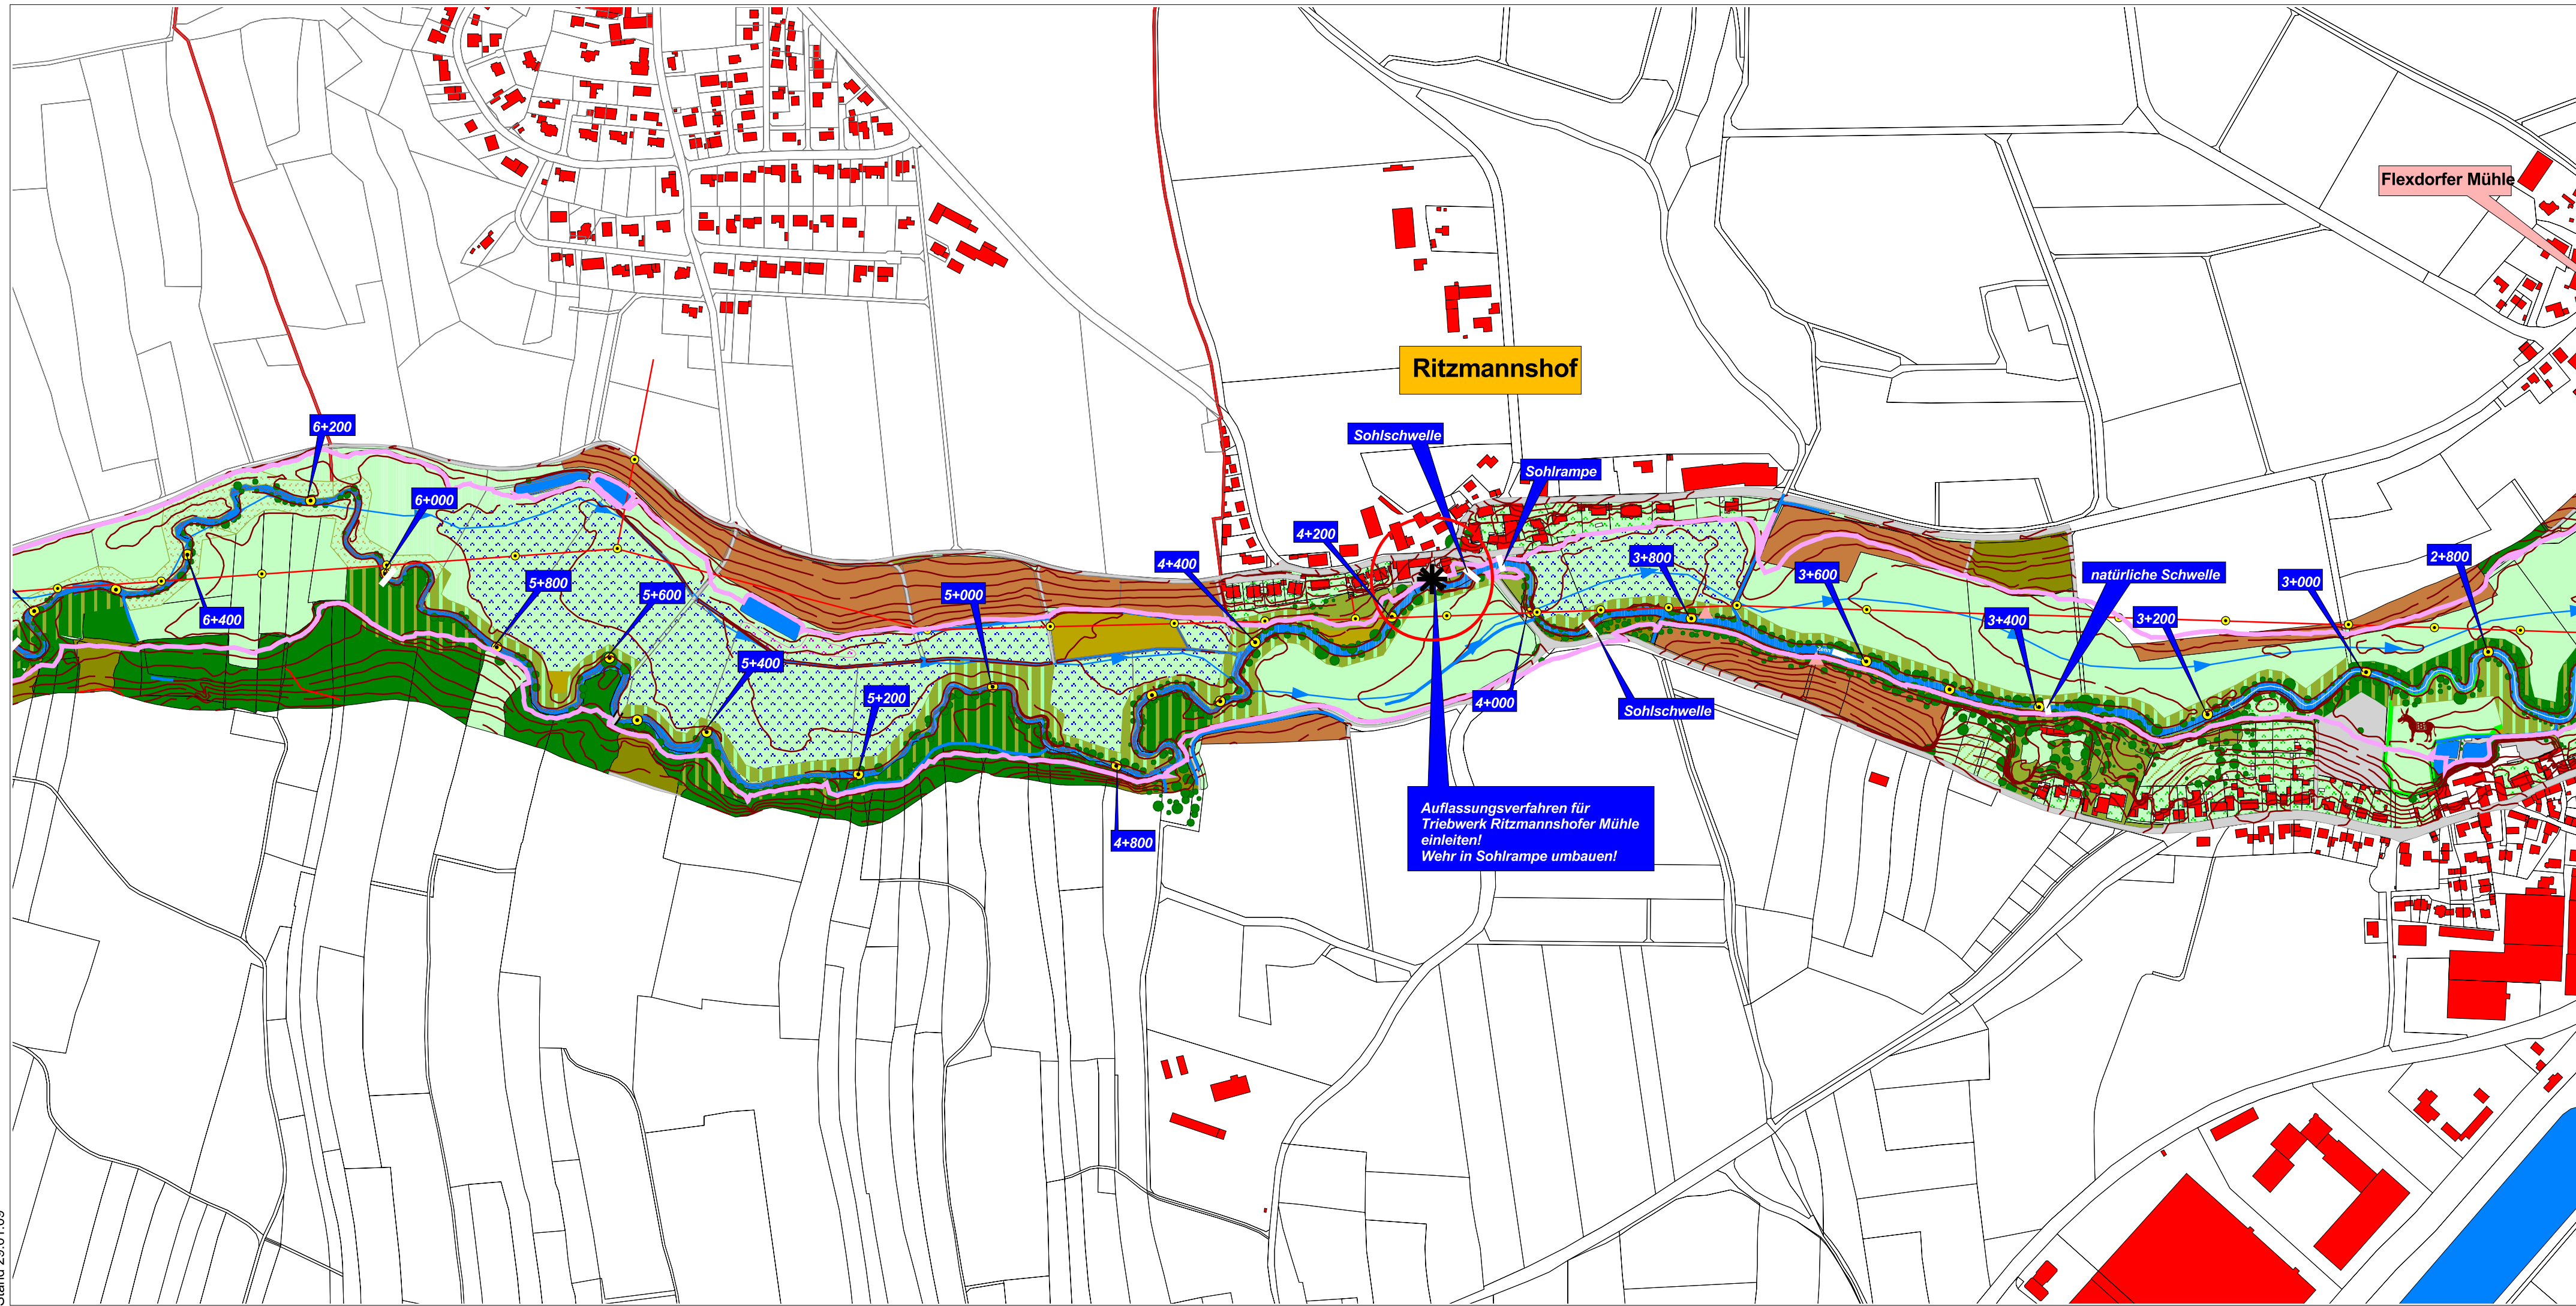 Flexdorfer Mühle
Ritzmannshof
6+200
Sohlschwelle
Sohlrampe
6+000
4+200
4+400
3+800
2+800
3+600
natürliche Schwelle
3+000
5+800
5+600
5+000
6+400
3+400
3+200
5+400
5+200
4+000
Sohlschwelle
Auflassungsverfahren für
Triebwerk Ritzmannshofer Mühle
einleiten!
Wehr in Sohlrampe umbauen!
4+800